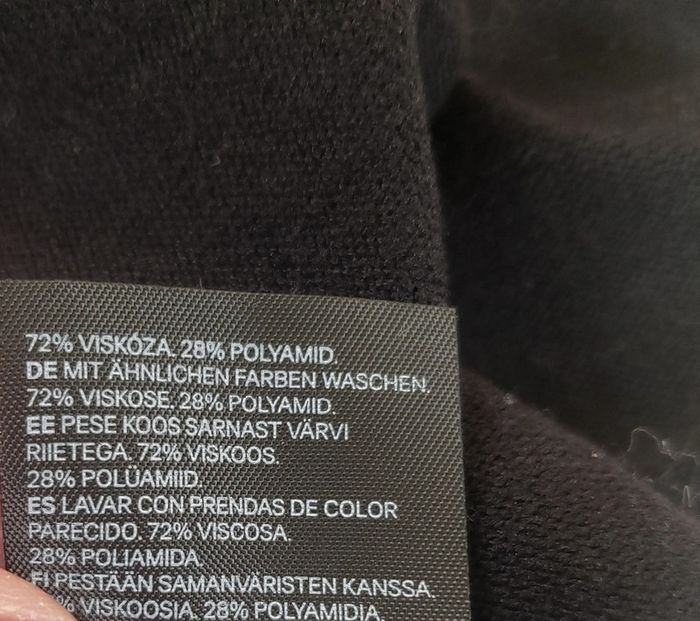 72% VISKÓZA. 28% POLYAMID.
DE MIT ÄHNLICHEN FARBEN WASCHEN.
72% VISKOSE. 28% POLYAMID.
EE PESE KOOS SARNAST VÄRVI
RIIETEGA. 72% VISKOOS.
28% POLÜAMIID.
ES LAVAR CON PRENDAS DE COLOR
PARECIDO. 72% VISCOSA.
28% POLIAMIDA.
FI PESTÄÄN SAMANVÄRISTEN KANSSA.
VISKOOSIA. 28% POLYAMIDIA.